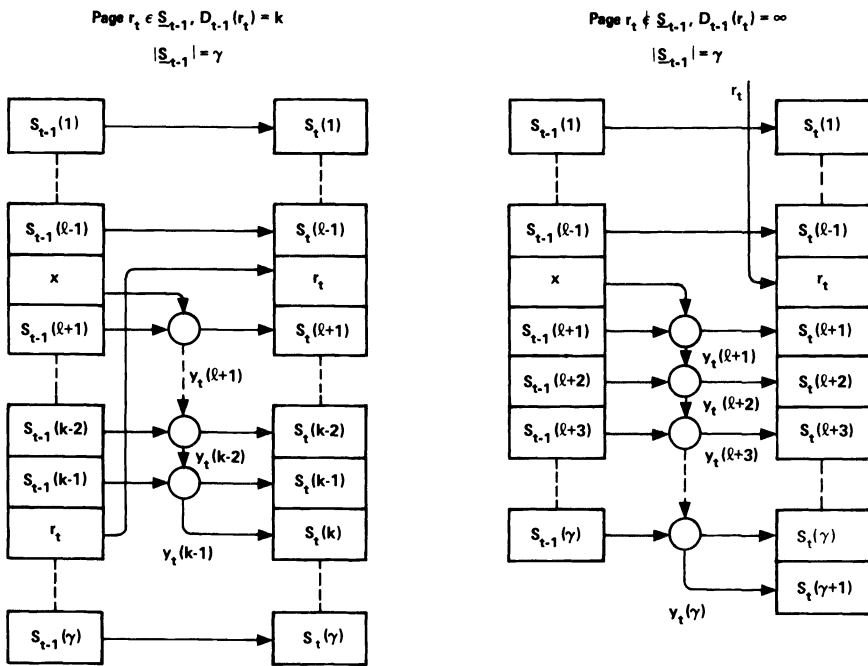 Page r_t ϵ S_t-1, D_t-1(r_t) = k
|S_t-1| = γ
S_t-1(1)
S_t(1)
S_t-1(ℓ-1)
S_t(ℓ-1)
x
r_t
S_t-1(ℓ+1)
S_t(ℓ+1)
y_t(ℓ+1)
S_t-1(k-2)
S_t(k-2)
y_t(k-2)
S_t-1(k-1)
S_t(k-1)
r_t
S_t(k)
y_t(k-1)
S_t-1(γ)
S_t(γ)
Page r_t ∉ S_t-1, D_t-1(r_t) = ∞
|S_t-1| = γ
r_t
S_t-1(1)
S_t(1)
S_t-1(ℓ-1)
S_t(ℓ-1)
x
r_t
S_t-1(ℓ+1)
S_t(ℓ+1)
y_t(ℓ+1)
S_t-1(ℓ+2)
S_t(ℓ+2)
y_t(ℓ+2)
S_t-1(ℓ+3)
S_t(ℓ+3)
y_t(ℓ+3)
S_t-1(γ)
S_t(γ)
S_t(γ+1)
y_t(γ)